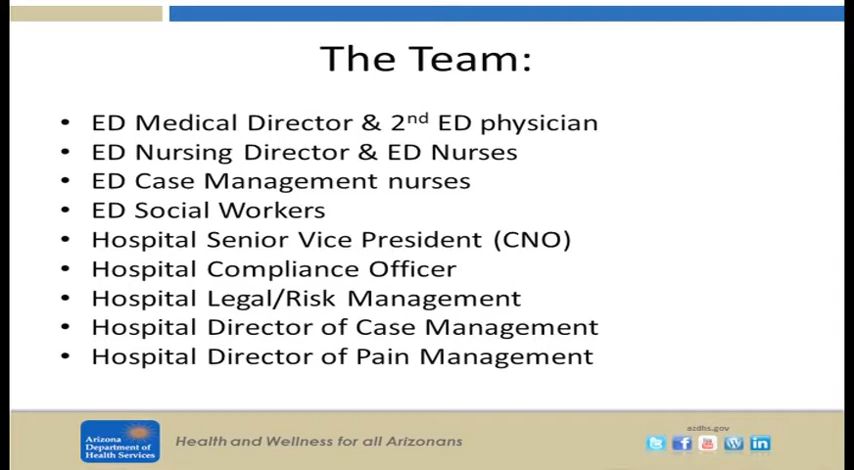 The Team:
• ED Medical Director & 2nd ED physician
• ED Nursing Director & ED Nurses
• ED Case Management nurses
• ED Social Workers
• Hospital Senior Vice President (CNO)
• Hospital Compliance Officer
• Hospital Legal/Risk Management
• Hospital Director of Case Management
• Hospital Director of Pain Management
Arizona
Department of
Health Services
Health and Wellness for all Arizonans
azdhs.gov